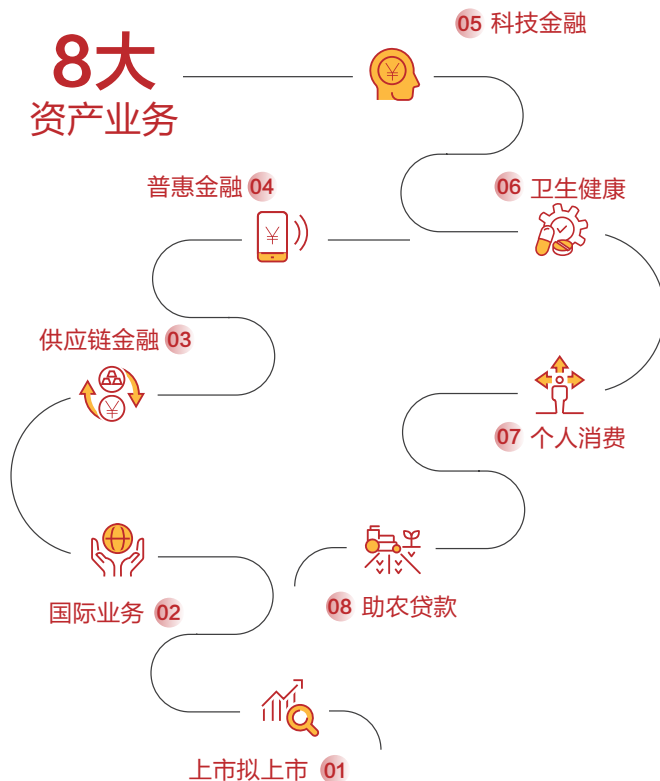 05 科技金融
8大
资产业务
普惠金融 04
06 卫生健康
供应链金融 03
07 个人消费
国际业务 02
08 助农贷款
上市拟上市 01